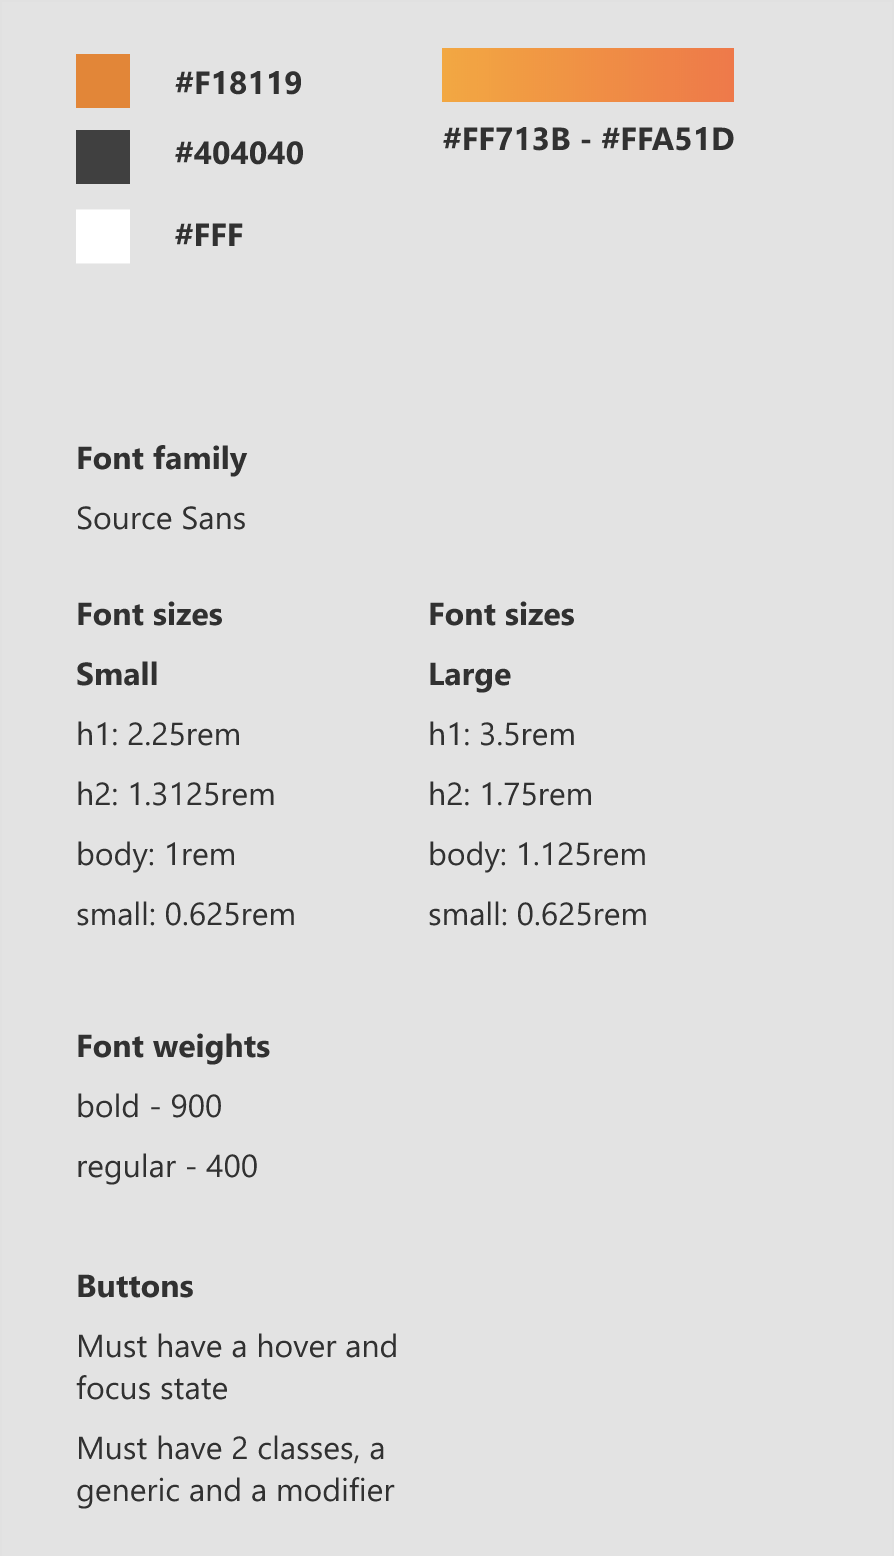 #F18119
#404040
#FFF
#FF713B - #FFA51D
Font family
Source Sans
Font sizes
Small
h1: 2.25rem
h2: 1.3125rem
body: 1rem
small: 0.625rem
Font sizes
Large
h1: 3.5rem
h2: 1.75rem
body: 1.125rem
small: 0.625rem
Font weights
bold - 900
regular - 400
Buttons
Must have a hover and
focus state
Must have 2 classes, a
generic and a modifier